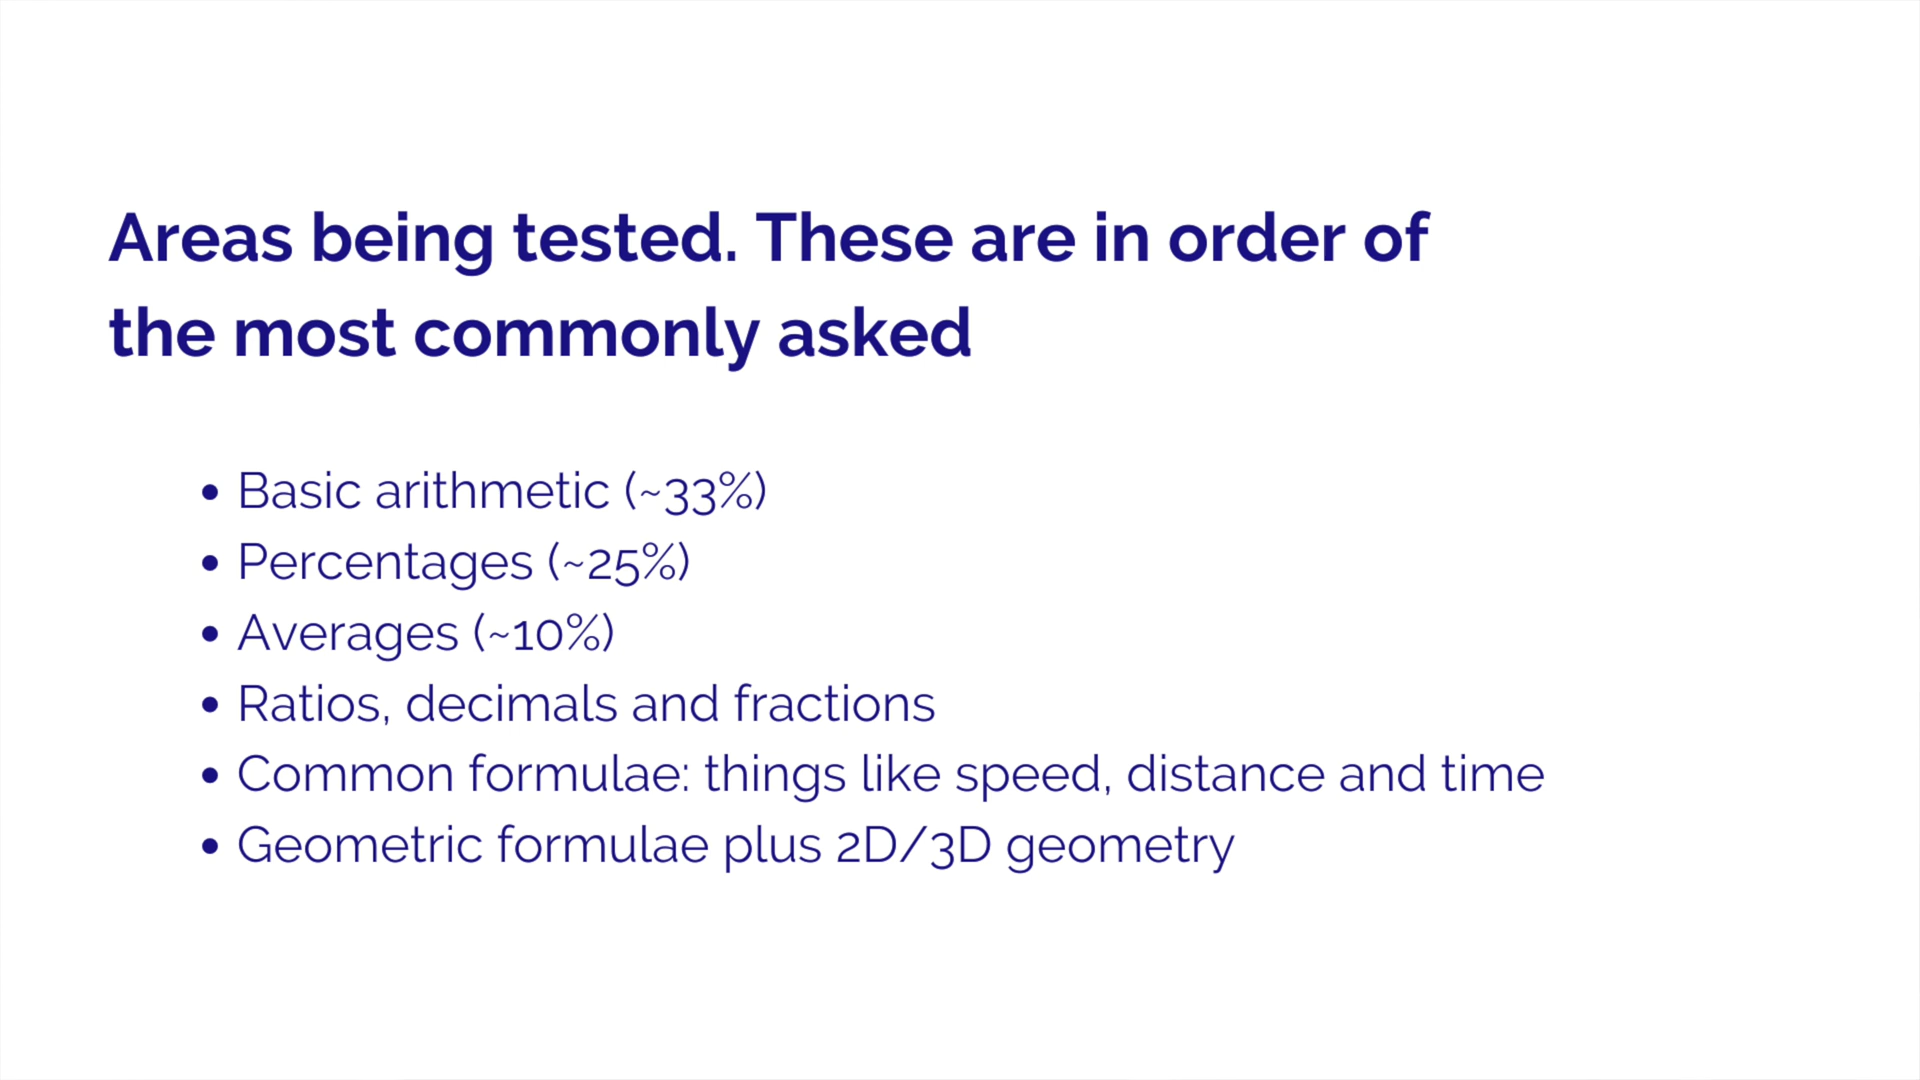 Areas being tested. These are in order of
the most commonly asked
• Basic arithmetic (~33%)
• Percentages (~25%)
• Averages (~10%)
• Ratios, decimals and fractions
• Common formulae: things like speed, distance and time
• Geometric formulae plus 2D/3D geometry